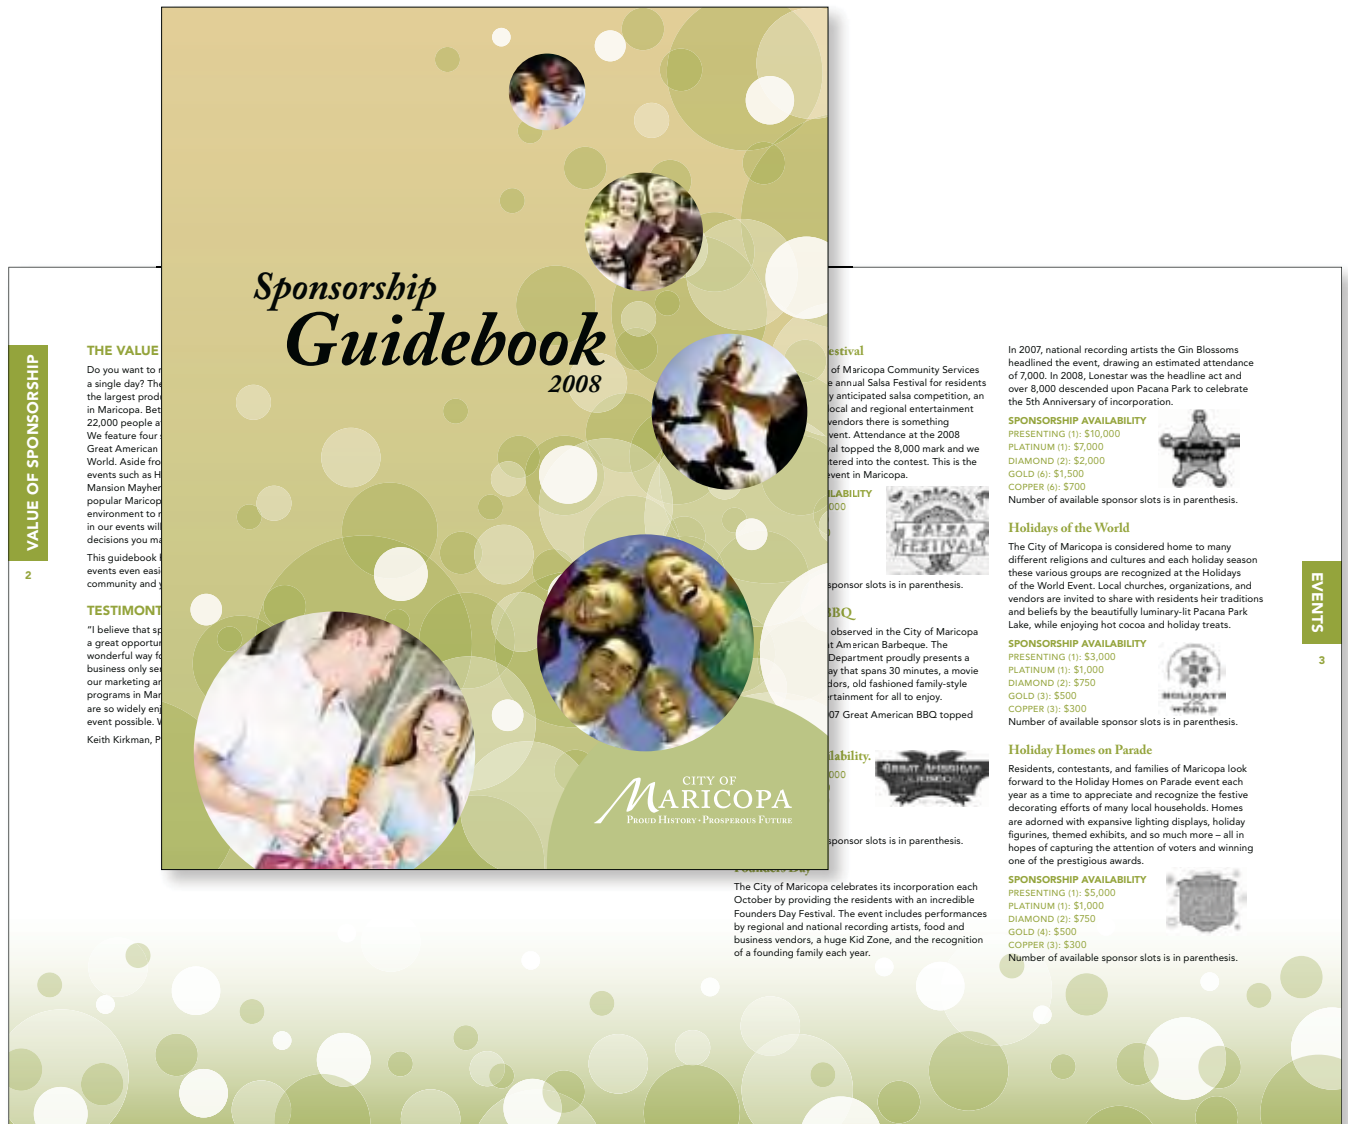 Sponsorship
Guidebook
2008
CITY OF
MARICOPA
PROUD HISTORY • PROSPEROUS FUTURE
VALUE OF SPONSORSHIP
2
THE VALUE
Do you want to
a single day? The
the largest
in Maricopa.
22,000 people
We feature four
Great American
World. Aside
events such as
Mansion
popular
environment to
in our events will
decisions you
This guidebook
events even
community and
"I believe that
a great
wonderful way
business only
our marketing
programs in
are so widely
event possible.
Keith Kirkman,
of Maricopa Community Services
annual Salsa Festival for residents
anticipated salsa competition, an
local and regional entertainment
vendors there is something
Attendance at the 2008
topped the 8,000 mark and we
into the contest. This is the
event in Maricopa.
MARICOPA
SALSA
FESTIVAL
sponsor slots is in parenthesis.
BBQ
observed in the City of Maricopa
American Barbeque. The
Department proudly presents a
that spans 30 minutes, a movie
old fashioned family-style
for all to enjoy.
Great American BBQ topped
GREAT AMERICAN
sponsor slots is in parenthesis.
Founders Day
The City of Maricopa celebrates its incorporation each
October by providing the residents with an incredible
Founders Day Festival. The event includes performances
by regional and national recording artists, food and
business vendors, a huge Kid Zone, and the recognition
of a founding family each year.
In 2007, national recording artists the Gin Blossoms
headlined the event, drawing an estimated attendance
of 7,000. In 2008, Lonestar was the headline act and
over 8,000 descended upon Pacana Park to celebrate
the 5th Anniversary of incorporation.
SPONSORSHIP AVAILABILITY
PRESENTING (1): $10,000
PLATINUM (1): $7,000
DIAMOND (2): $2,000
GOLD (6): $1,500
COPPER (6): $700
Number of available sponsor slots is in parenthesis.
Holidays of the World
The City of Maricopa is considered home to many
different religions and cultures and each holiday season
these various groups are recognized at the Holidays
of the World Event. Local churches, organizations, and
vendors are invited to share with residents heir traditions
and beliefs by the beautifully luminary-lit Pacana Park
Lake, while enjoying hot cocoa and holiday treats.
SPONSORSHIP AVAILABILITY
PRESENTING (1): $3,000
PLATINUM (1): $1,000
DIAMOND (2): $750
GOLD (3): $500
COPPER (3): $300
HOLIDAYS
of the
WORLD
Number of available sponsor slots is in parenthesis.
Holiday Homes on Parade
Residents, contestants, and families of Maricopa look
forward to the Holiday Homes on Parade event each
year as a time to appreciate and recognize the festive
decorating efforts of many local households. Homes
are adorned with expansive lighting displays, holiday
figurines, themed exhibits, and so much more – all in
hopes of capturing the attention of voters and winning
one of the prestigious awards.
SPONSORSHIP AVAILABILITY
PRESENTING (1): $5,000
PLATINUM (1): $1,000
DIAMOND (2): $750
GOLD (4): $500
COPPER (3): $300
Number of available sponsor slots is in parenthesis.
EVENTS
3